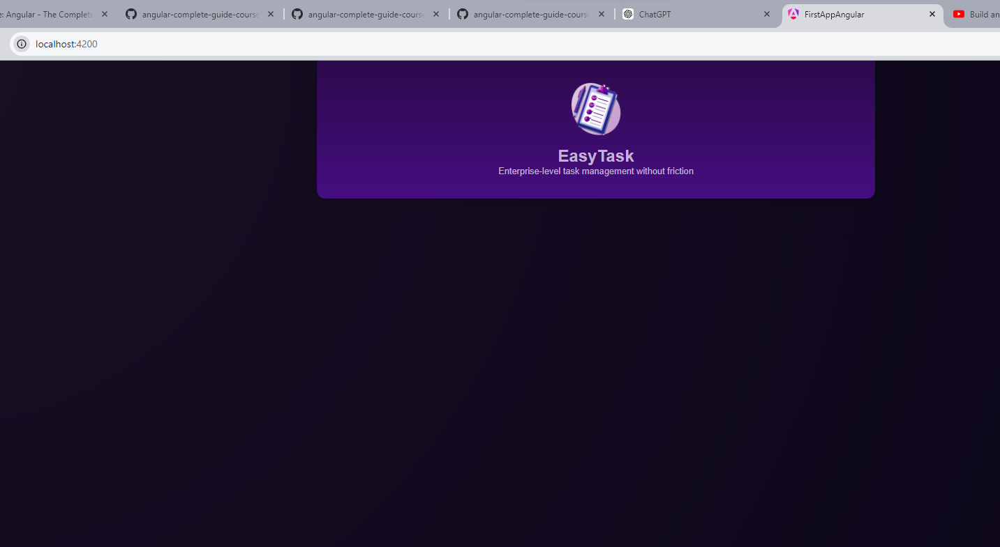 e: Angular - The Complete
angular-complete-guide-course
angular-complete-guide-course
angular-complete-guide-course
ChatGPT
FirstAppAngular
Build an
localhost:4200
EasyTask
Enterprise-level task management without friction